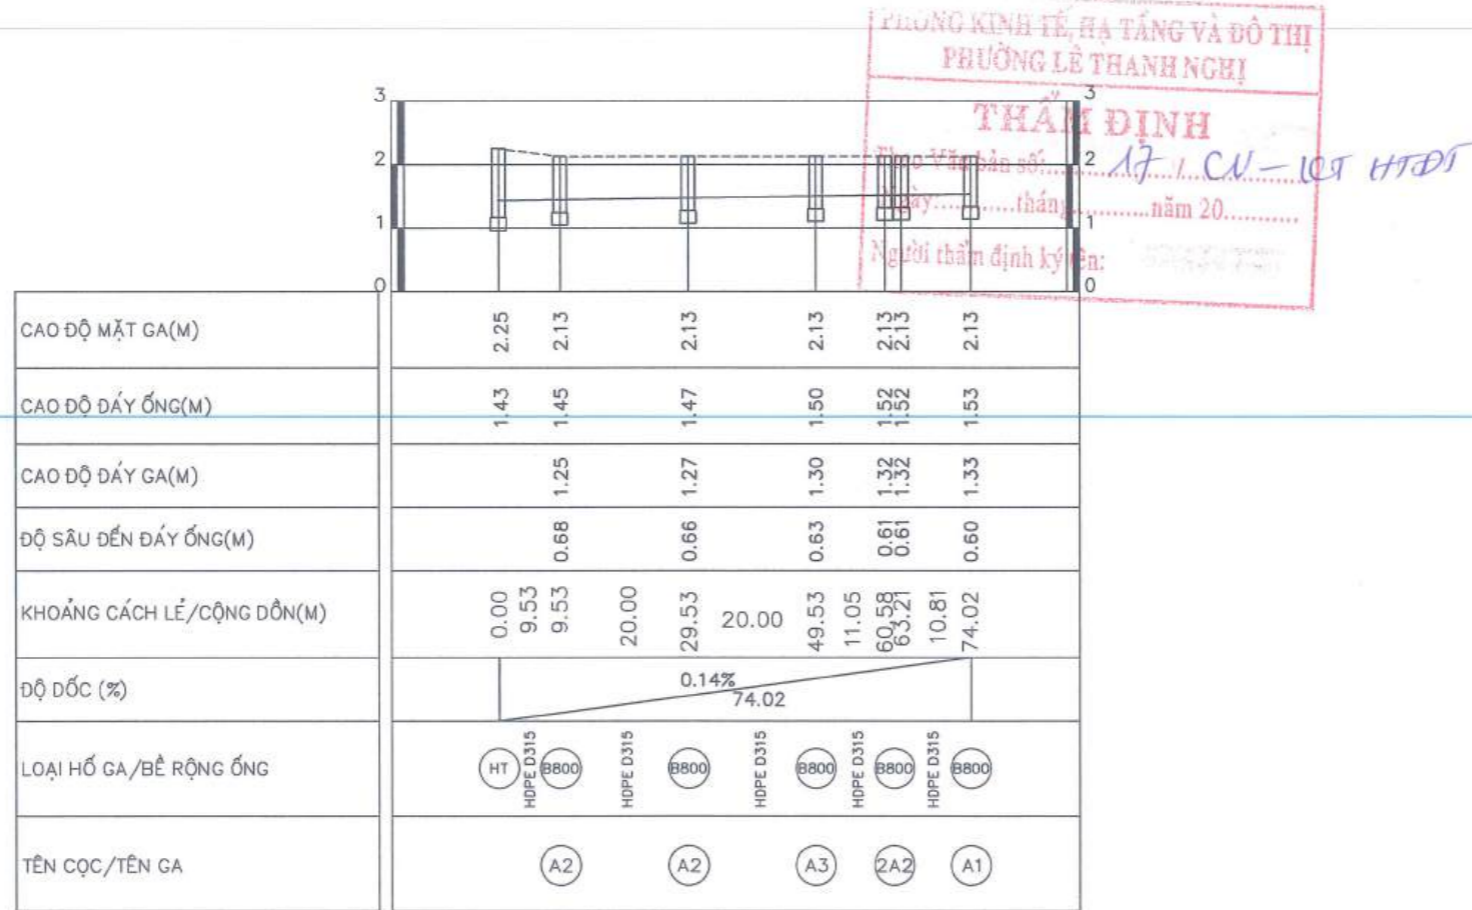 PHÒNG KINH TẾ, HẠ TẦNG VÀ ĐÔ THỊ
PHƯỜNG LÊ THANH NGHỊ
THẨM ĐỊNH
Theo Văn bản số: 17 / CV - KT HTĐT
Ngày:...........tháng...........năm 20...........
Người thẩm định ký tên:
3 3
2 2
1 1
0 0
CAO ĐỘ MẶT GA(M) 2.25 2.13 2.13 2.13 2.13 2.13 2.13
CAO ĐỘ ĐÁY ỐNG(M) 1.43 1.45 1.47 1.50 1.52 1.52 1.53
CAO ĐỘ ĐÁY GA(M) 1.25 1.27 1.30 1.32 1.32 1.33
ĐỘ SÂU ĐẾN ĐÁY ỐNG(M) 0.68 0.66 0.63 0.61 0.61 0.60
KHOẢNG CÁCH LẺ/CỘNG DỒN(M) 0.00 9.53 9.53 20.00 29.53 20.00 49.53 11.05 60.58 63.21 10.81 74.02
ĐỘ DỐC (%) 0.14% 74.02
LOẠI HỐ GA/BỀ RỘNG ỐNG HT HDPE D315 B800 HDPE D315 B800 HDPE D315 B800 HDPE D315 B800 HDPE D315 B800
TÊN CỌC/TÊN GA A2 A2 A3 2A2 A1